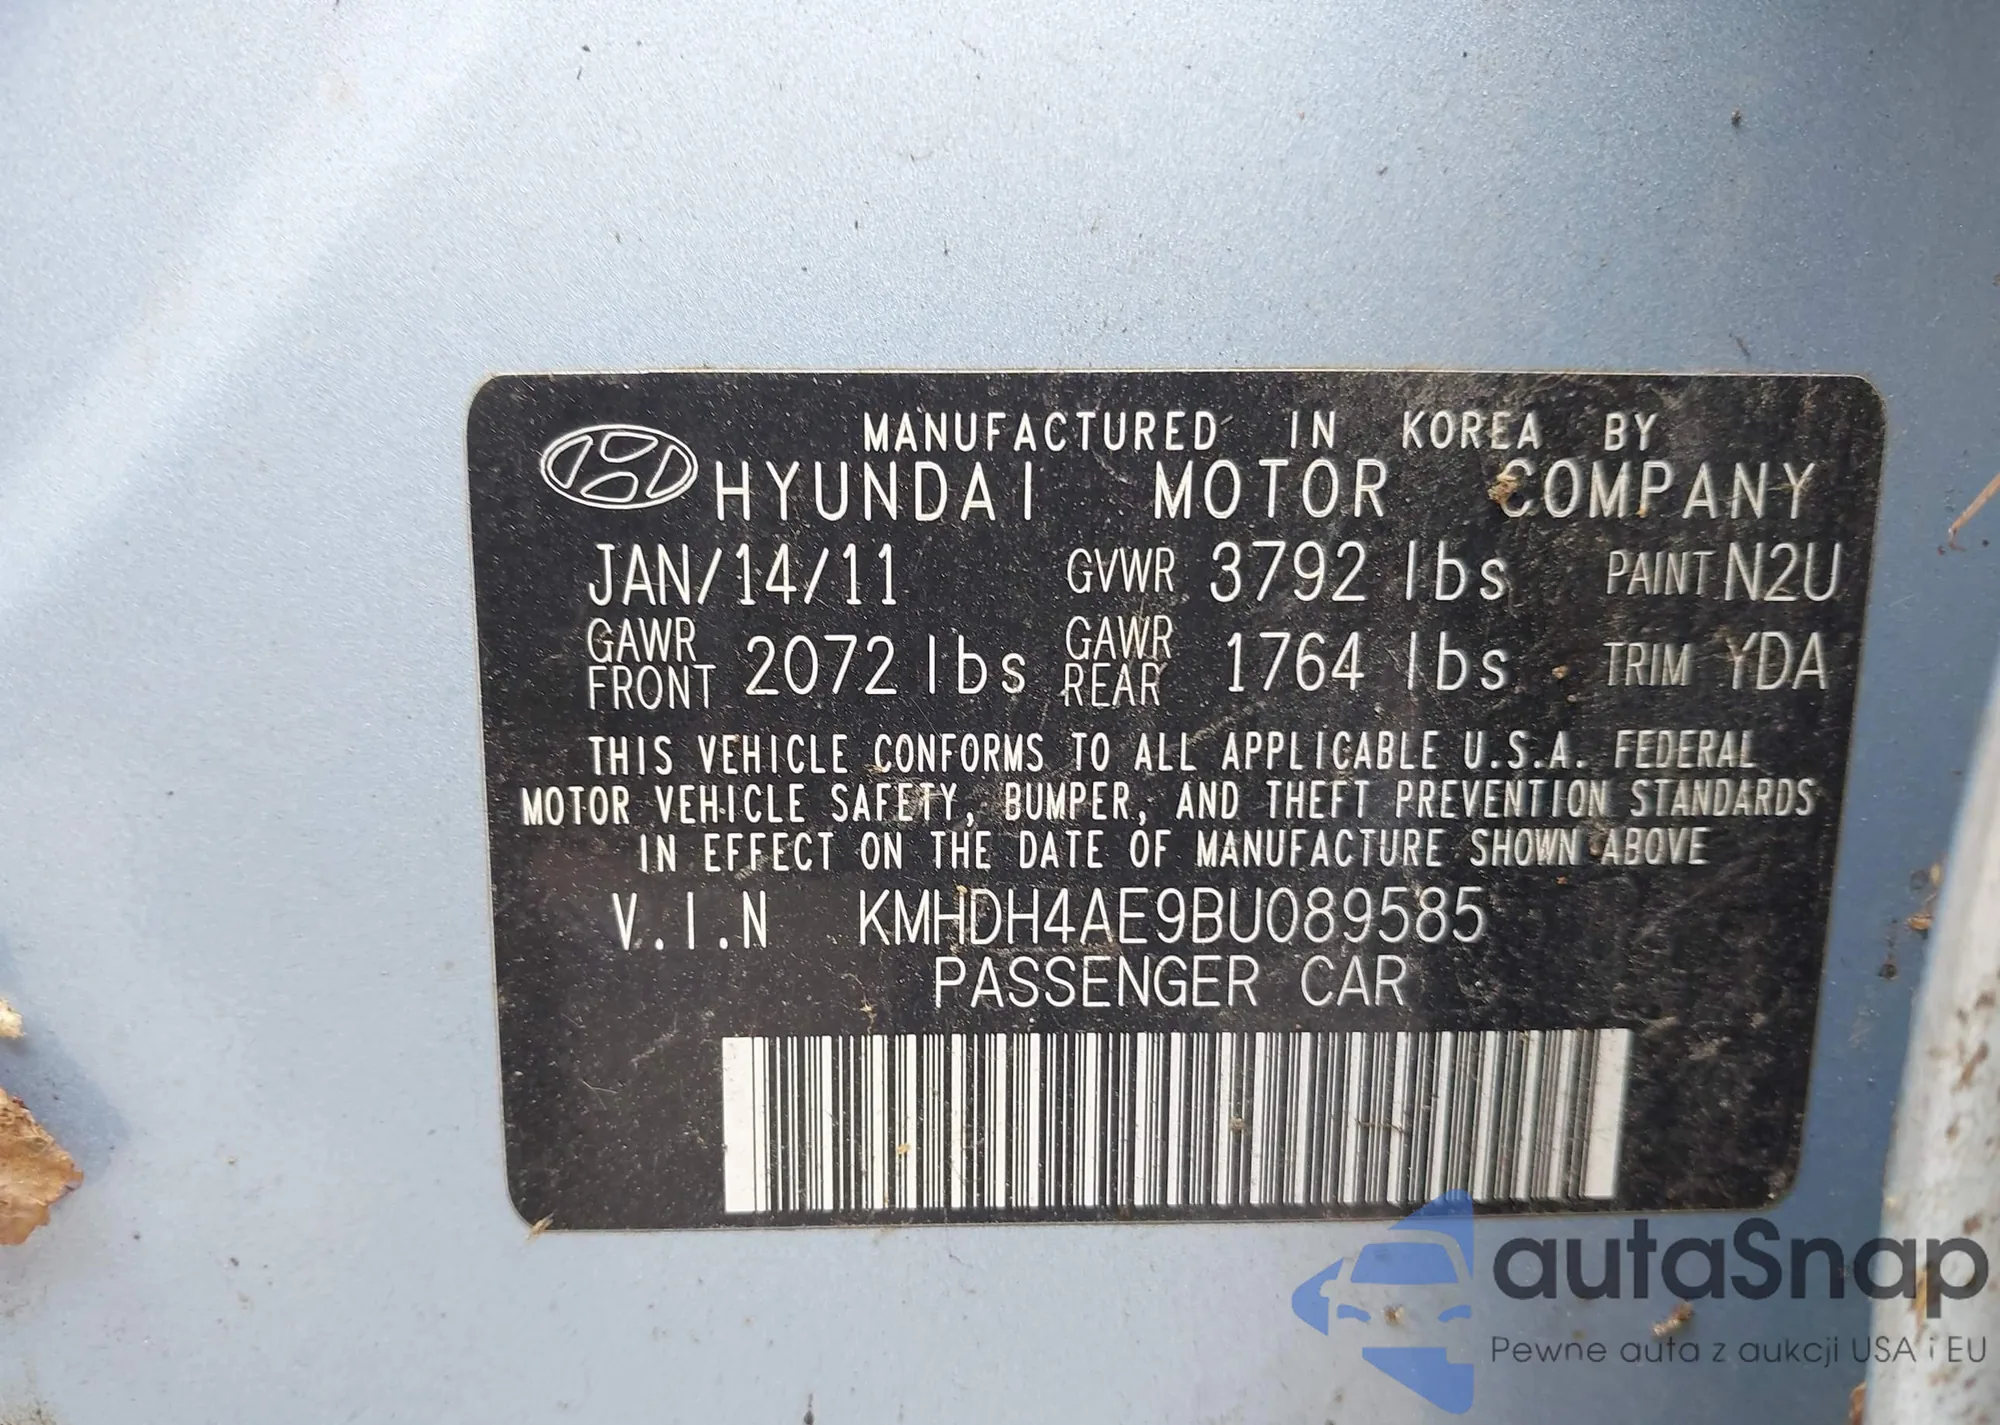 MANUFACTURED IN KOREA BY
HYUNDAI MOTOR COMPANY
JAN/14/11 GVWR 3792 lbs PAINT N2U
GAWR FRONT 2072 lbs GAWR REAR 1764 lbs TRIM YDA
THIS VEHICLE CONFORMS TO ALL APPLICABLE U.S.A. FEDERAL
MOTOR VEHICLE SAFETY, BUMPER, AND THEFT PREVENTION STANDARDS
IN EFFECT ON THE DATE OF MANUFACTURE SHOWN ABOVE
V.I.N KMHDH4AE9BU089585
PASSENGER CAR
autaSnap
Pewne auta z aukcji USA i EU